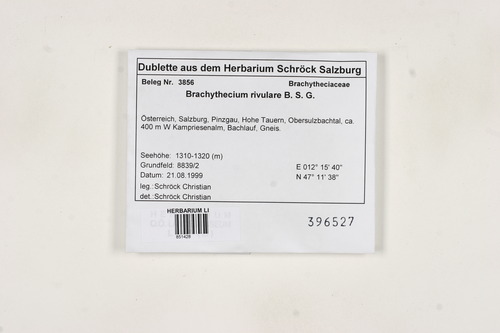 Dublette aus dem Herbarium Schröck Salzburg
Beleg Nr. 3856 Brachytheciaceae
Brachythecium rivulare B. S. G.
Österreich, Salzburg, Pinzgau, Hohe Tauern, Obersulzbachtal, ca.
400 m W Kampriesenalm, Bachlauf, Gneis.
Seehöhe: 1310-1320 (m)
Grundfeld: 8839/2 E 012° 15' 40"
Datum: 21.08.1999 N 47° 11' 38"
leg.:Schröck Christian
det.:Schröck Christian
HERBARIUM LI
851428
396527